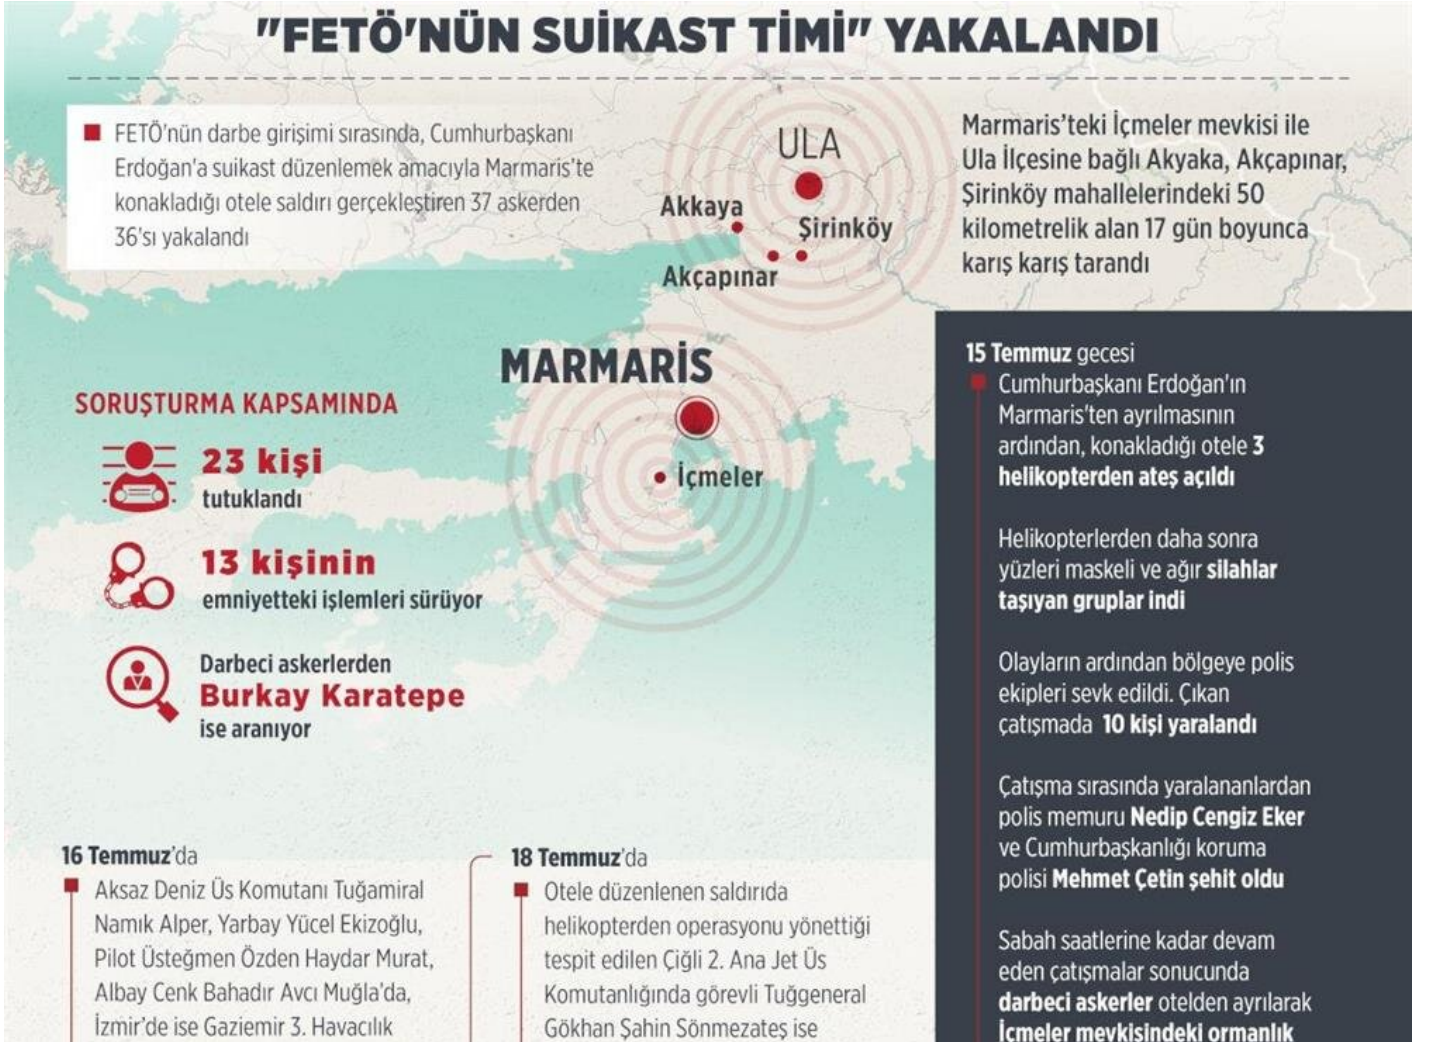 "FETÖ'NÜN SUİKAST TİMİ" YAKALANDI
FETÖ'nün darbe girişimi sırasında, Cumhurbaşkanı
Erdoğan'a suikast düzenlemek amacıyla Marmaris'te
konakladığı otele saldırı gerçekleştiren 37 askerden
36'sı yakalandı
ULA
Akkaya
Şirinköy
Akçapınar
MARMARİS
İçmeler
Marmaris'teki İçmeler mevkisi ile
Ula İlçesine bağlı Akyaka, Akçapınar,
Şirinköy mahallelerindeki 50
kilometrelik alan 17 gün boyunca
karış karış tarandı
SORUŞTURMA KAPSAMINDA
23 kişi
tutuklandı
13 kişinin
emniyetteki işlemleri sürüyor
Darbeci askerlerden
Burkay Karatepe
ise aranıyor
15 Temmuz gecesi
Cumhurbaşkanı Erdoğan'ın
Marmaris'ten ayrılmasının
ardından, konakladığı otele 3
helikopterden ateş açıldı
Helikopterlerden daha sonra
yüzleri maskeli ve ağır silahlar
taşıyan gruplar indi
Olayların ardından bölgeye polis
ekipleri sevk edildi. Çıkan
çatışmada 10 kişi yaralandı
Çatışma sırasında yaralananlardan
polis memuru Nedip Cengiz Eker
ve Cumhurbaşkanlığı koruma
polisi Mehmet Çetin şehit oldu
Sabah saatlerine kadar devam
eden çatışmalar sonucunda
darbeci askerler otelden ayrılarak
İçmeler mevkisindeki ormanlık
16 Temmuz'da
Aksaz Deniz Üs Komutanı Tuğamiral
Namık Alper, Yarbay Yücel Ekizoğlu,
Pilot Üsteğmen Özden Haydar Murat,
Albay Cenk Bahadır Avcı Muğla'da,
İzmir'de ise Gaziemir 3. Havacılık
18 Temmuz'da
Otele düzenlenen saldırıda
helikopterden operasyonu yönettiği
tespit edilen Çiğli 2. Ana Jet Üs
Komutanlığında görevli Tuğgeneral
Gökhan Şahin Sönmezateş ise